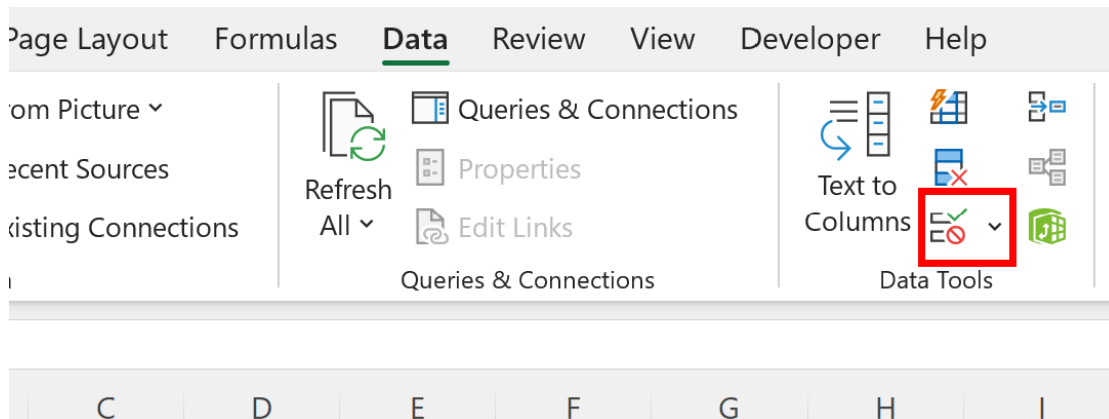 Page Layout Formulas Data Review View Developer Help
om Picture Queries & Connections
ecent Sources Properties
Refresh All
xisting Connections Edit Links
Text to Columns
Queries & Connections Data Tools
C D E F G H I